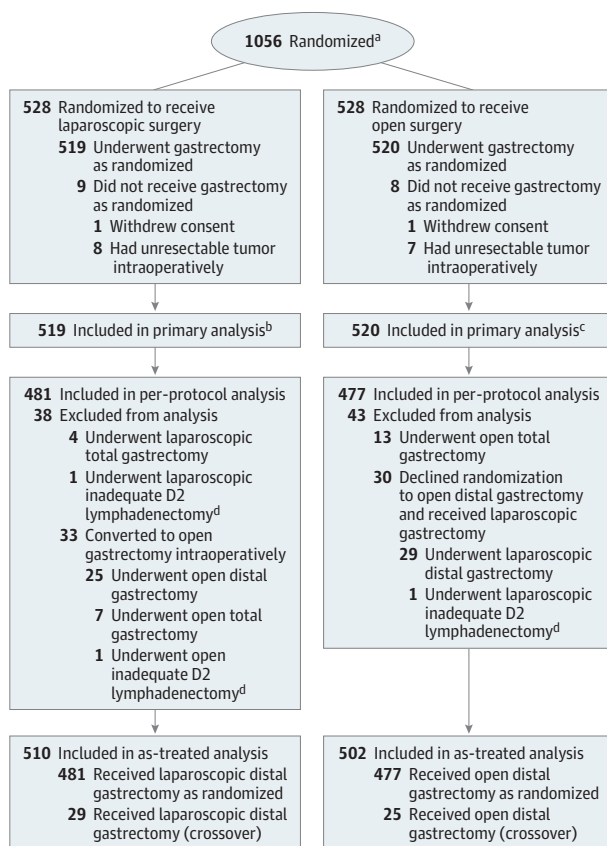 1056 Randomizedᵃ
528 Randomized to receive
laparoscopic surgery
519 Underwent gastrectomy
as randomized
9 Did not receive gastrectomy
as randomized
1 Withdrew consent
8 Had unresectable tumor
intraoperatively
528 Randomized to receive
open surgery
520 Underwent gastrectomy
as randomized
8 Did not receive gastrectomy
as randomized
1 Withdrew consent
7 Had unresectable tumor
intraoperatively
519 Included in primary analysisᵇ
520 Included in primary analysisᶜ
481 Included in per-protocol analysis
38 Excluded from analysis
4 Underwent laparoscopic
total gastrectomy
1 Underwent laparoscopic
inadequate D2
lymphadenectomyᵈ
33 Converted to open
gastrectomy intraoperatively
25 Underwent open distal
gastrectomy
7 Underwent open total
gastrectomy
1 Underwent open
inadequate D2
lymphadenectomyᵈ
477 Included in per-protocol analysis
43 Excluded from analysis
13 Underwent open total
gastrectomy
30 Declined randomization
to open distal gastrectomy
and received laparoscopic
gastrectomy
29 Underwent laparoscopic
distal gastrectomy
1 Underwent laparoscopic
inadequate D2
lymphadenectomyᵈ
510 Included in as-treated analysis
481 Received laparoscopic distal
gastrectomy as randomized
29 Received laparoscopic distal
gastrectomy (crossover)
502 Included in as-treated analysis
477 Received open distal
gastrectomy as randomized
25 Received open distal
gastrectomy (crossover)